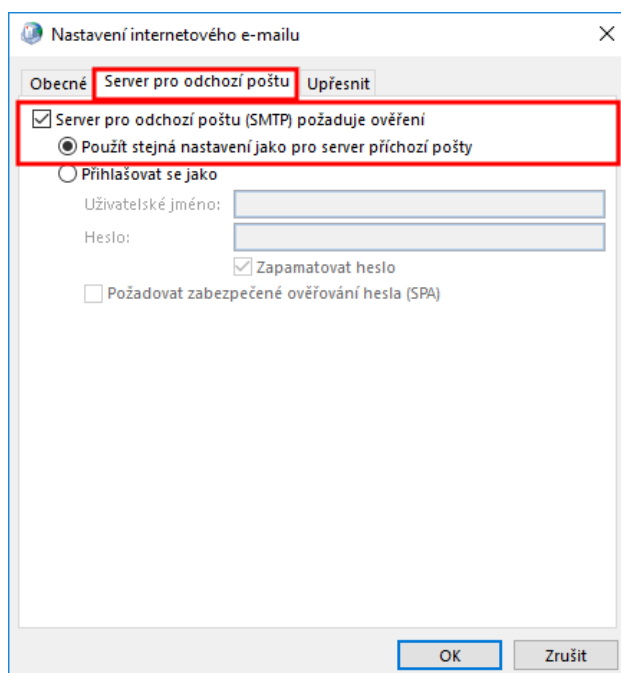 Nastavení internetového e-mailu
Obecné Server pro odchozí poštu Upřesnit
Server pro odchozí poštu (SMTP) požaduje ověření
Použít stejná nastavení jako pro server příchozí pošty
Přihlašovat se jako
Uživatelské jméno:
Heslo:
Zapamatovat heslo
Požadovat zabezpečené ověřování hesla (SPA)
OK Zrušit